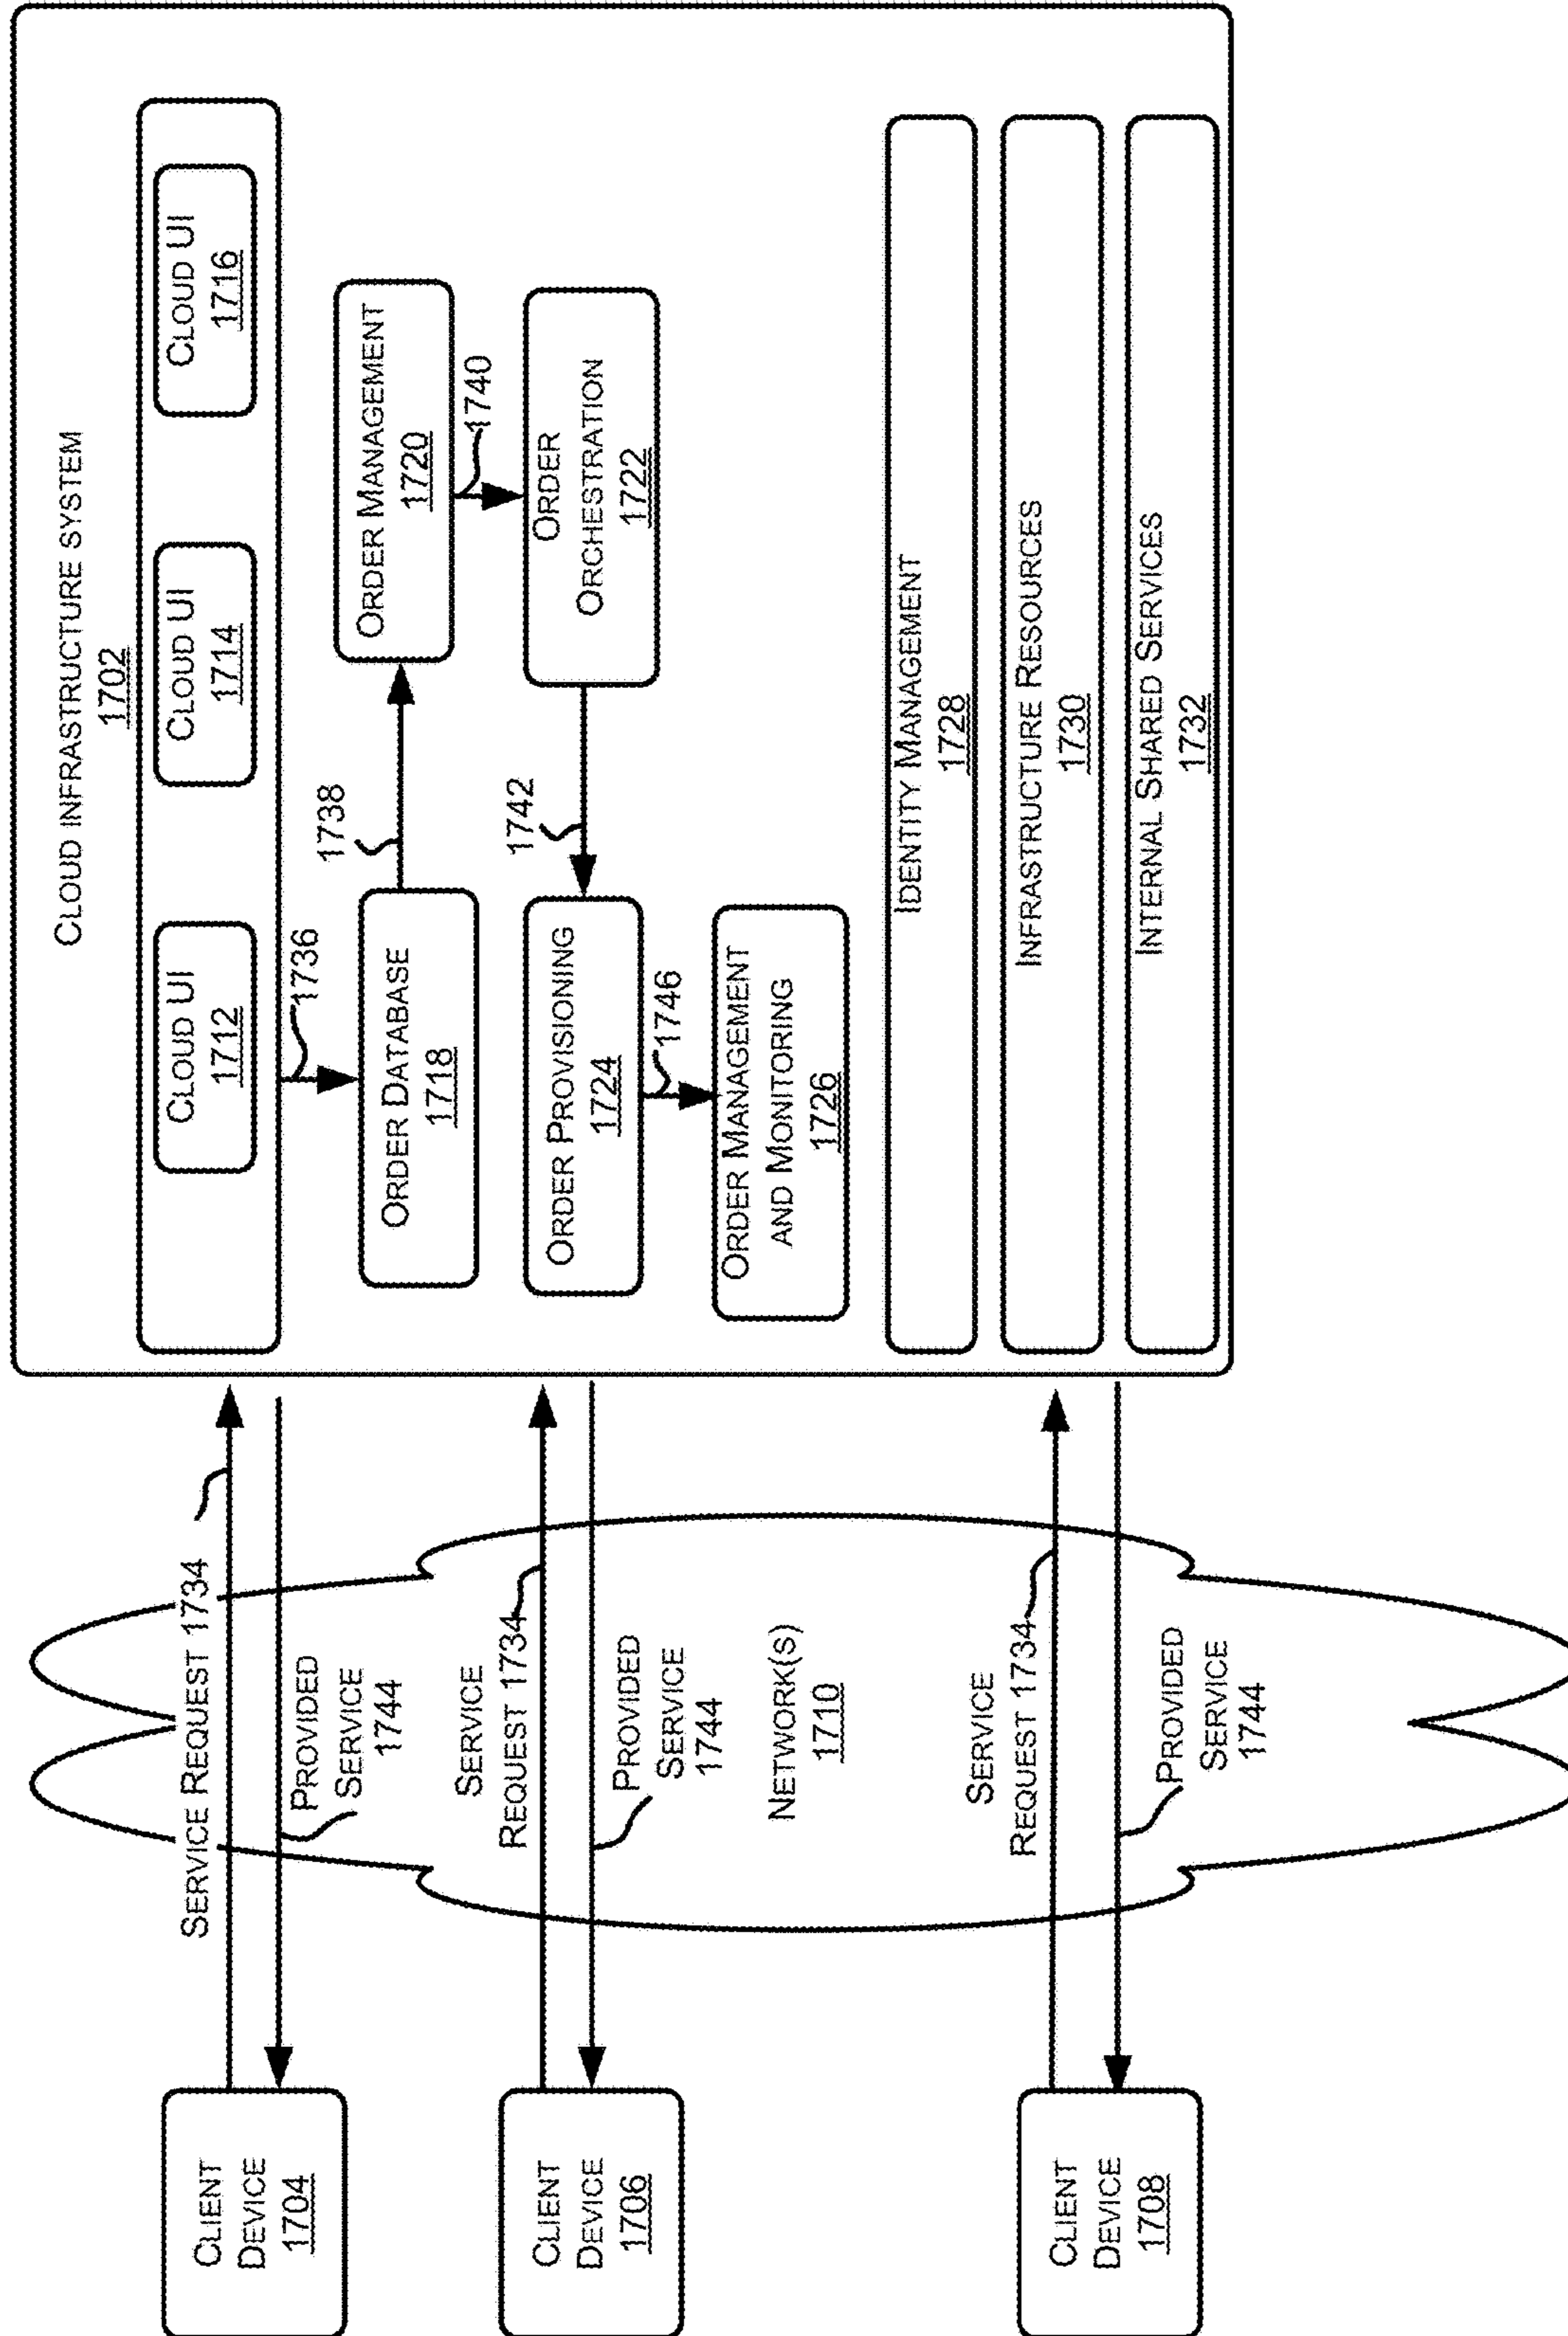 CLOUD INFRASTRUCTURE SYSTEM
1702
CLOUD UI
1712
CLOUD UI
1714
CLOUD UI
1716
1736
ORDER DATABASE
1718
1738
ORDER MANAGEMENT
1720
1740
ORDER
ORCHESTRATION
1722
1742
ORDER PROVISIONING
1724
1746
ORDER MANAGEMENT
AND MONITORING
1726
IDENTITY MANAGEMENT
1728
INFRASTRUCTURE RESOURCES
1730
INTERNAL SHARED SERVICES
1732
SERVICE REQUEST 1734
PROVIDED
SERVICE
1744
SERVICE
REQUEST 1734
PROVIDED
SERVICE
1744
NETWORK(S)
1710
SERVICE
REQUEST 1734
PROVIDED
SERVICE
1744
CLIENT
DEVICE
1704
CLIENT
DEVICE
1706
CLIENT
DEVICE
1708